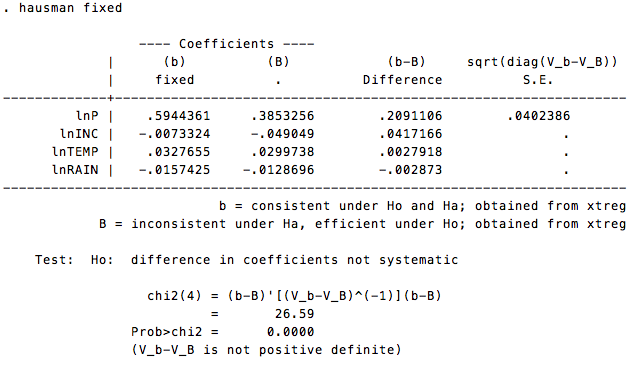 . hausman fixed
---- Coefficients ----
| (b) (B) (b-B) sqrt(diag(V_b-V_B))
| fixed . Difference S.E.
-------------+----------------------------------------------------------------
lnP | .5944361 .3853256 .2091106 .0402386
lnINC | -.0073324 -.049049 .0417166 .
lnTEMP | .0327655 .0299738 .0027918 .
lnRAIN | -.0157425 -.0128696 -.002873 .
------------------------------------------------------------------------------
b = consistent under Ho and Ha; obtained from xtreg
B = inconsistent under Ha, efficient under Ho; obtained from xtreg
Test: Ho: difference in coefficients not systematic
chi2(4) = (b-B)'[(V_b-V_B)^(-1)](b-B)
= 26.59
Prob>chi2 = 0.0000
(V_b-V_B is not positive definite)